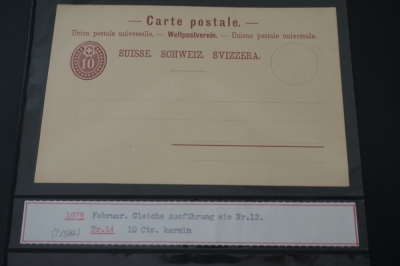 Carte postale.
Union postale universelle. — Weltpostverein. — Unione postale universale.
SUISSE. SCHWEIZ. SVIZZERA.
10
1879 Februar. Gleiche Ausführung wie Nr.12.
Nr.14 10 Cts. karmin